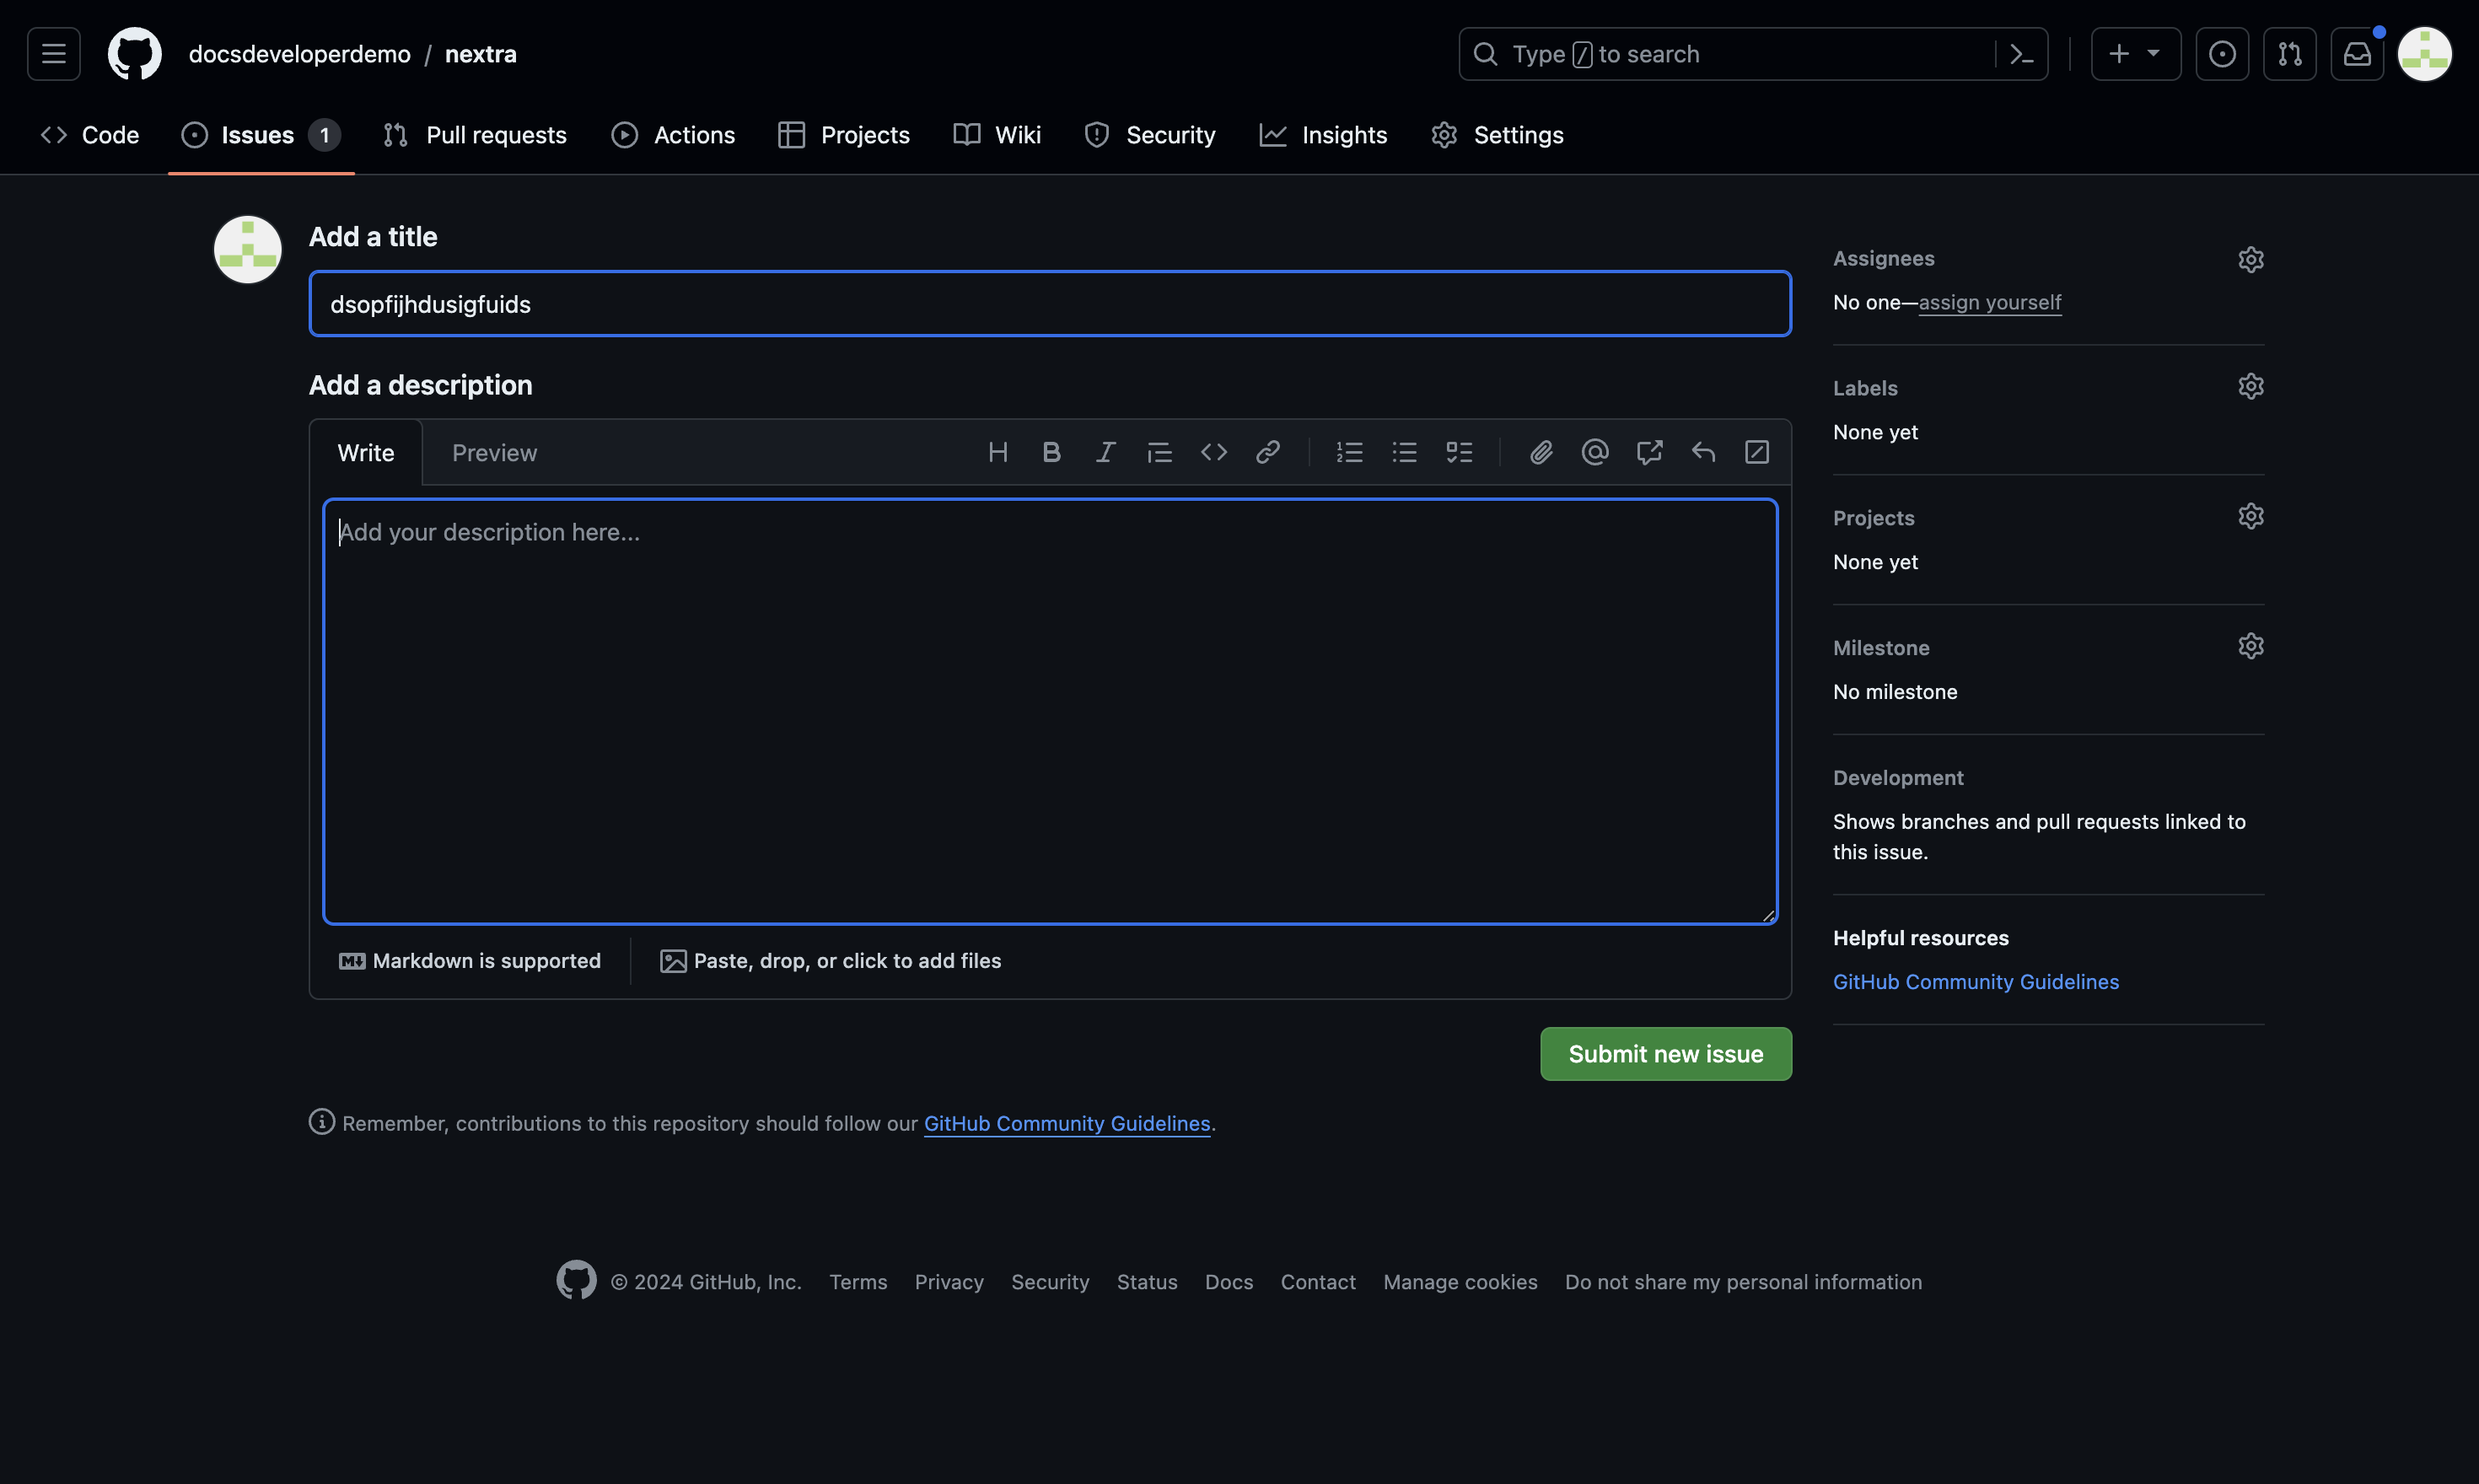 docsdeveloperdemo / nextra
Type / to search
Code
Issues 1
Pull requests
Actions
Projects
Wiki
Security
Insights
Settings
Add a title
dsopfijhdusigfuids
Add a description
Write
Preview
Add your description here...
Markdown is supported
Paste, drop, or click to add files
Submit new issue
Remember, contributions to this repository should follow our GitHub Community Guidelines.
Assignees
No one—assign yourself
Labels
None yet
Projects
None yet
Milestone
No milestone
Development
Shows branches and pull requests linked to
this issue.
Helpful resources
GitHub Community Guidelines
© 2024 GitHub, Inc.
Terms
Privacy
Security
Status
Docs
Contact
Manage cookies
Do not share my personal information